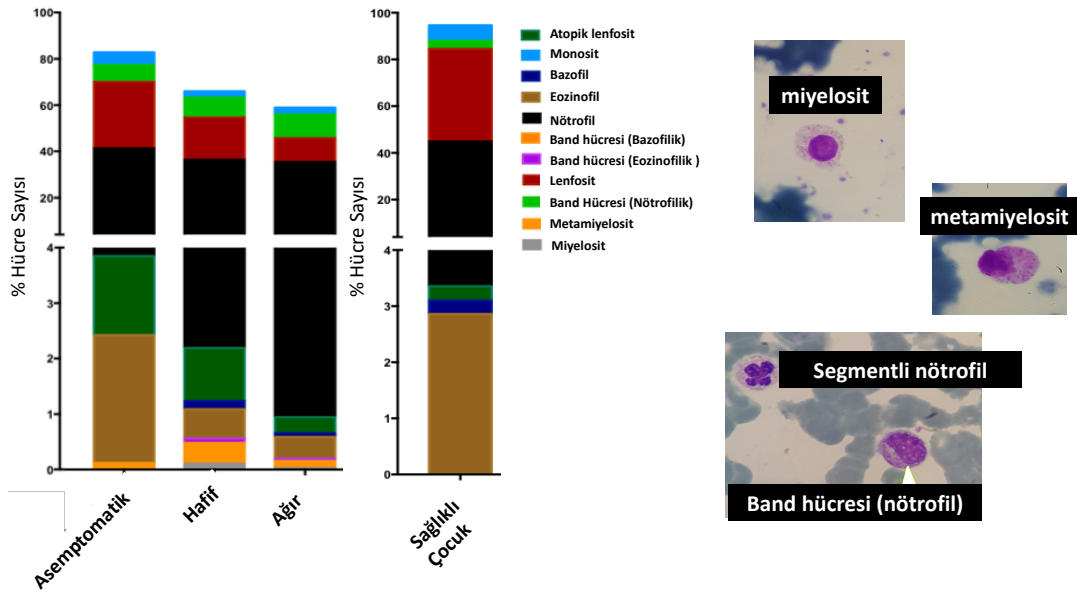 % Hücre Sayısı
100
80
60
40
20
4
3
2
1
0
Asemptomatik
Hafif
Ağır
% Hücre Sayısı
100
80
60
40
20
4
3
2
1
0
Sağlıklı
Çocuk
Atopik lenfosit
Monosit
Bazofil
Eozinofil
Nötrofil
Band hücresi (Bazofilik)
Band hücresi (Eozinofilik )
Lenfosit
Band Hücresi (Nötrofilik)
Metamiyelosit
Miyelosit
miyelosit
metamiyelosit
Segmentli nötrofil
Band hücresi (nötrofil)